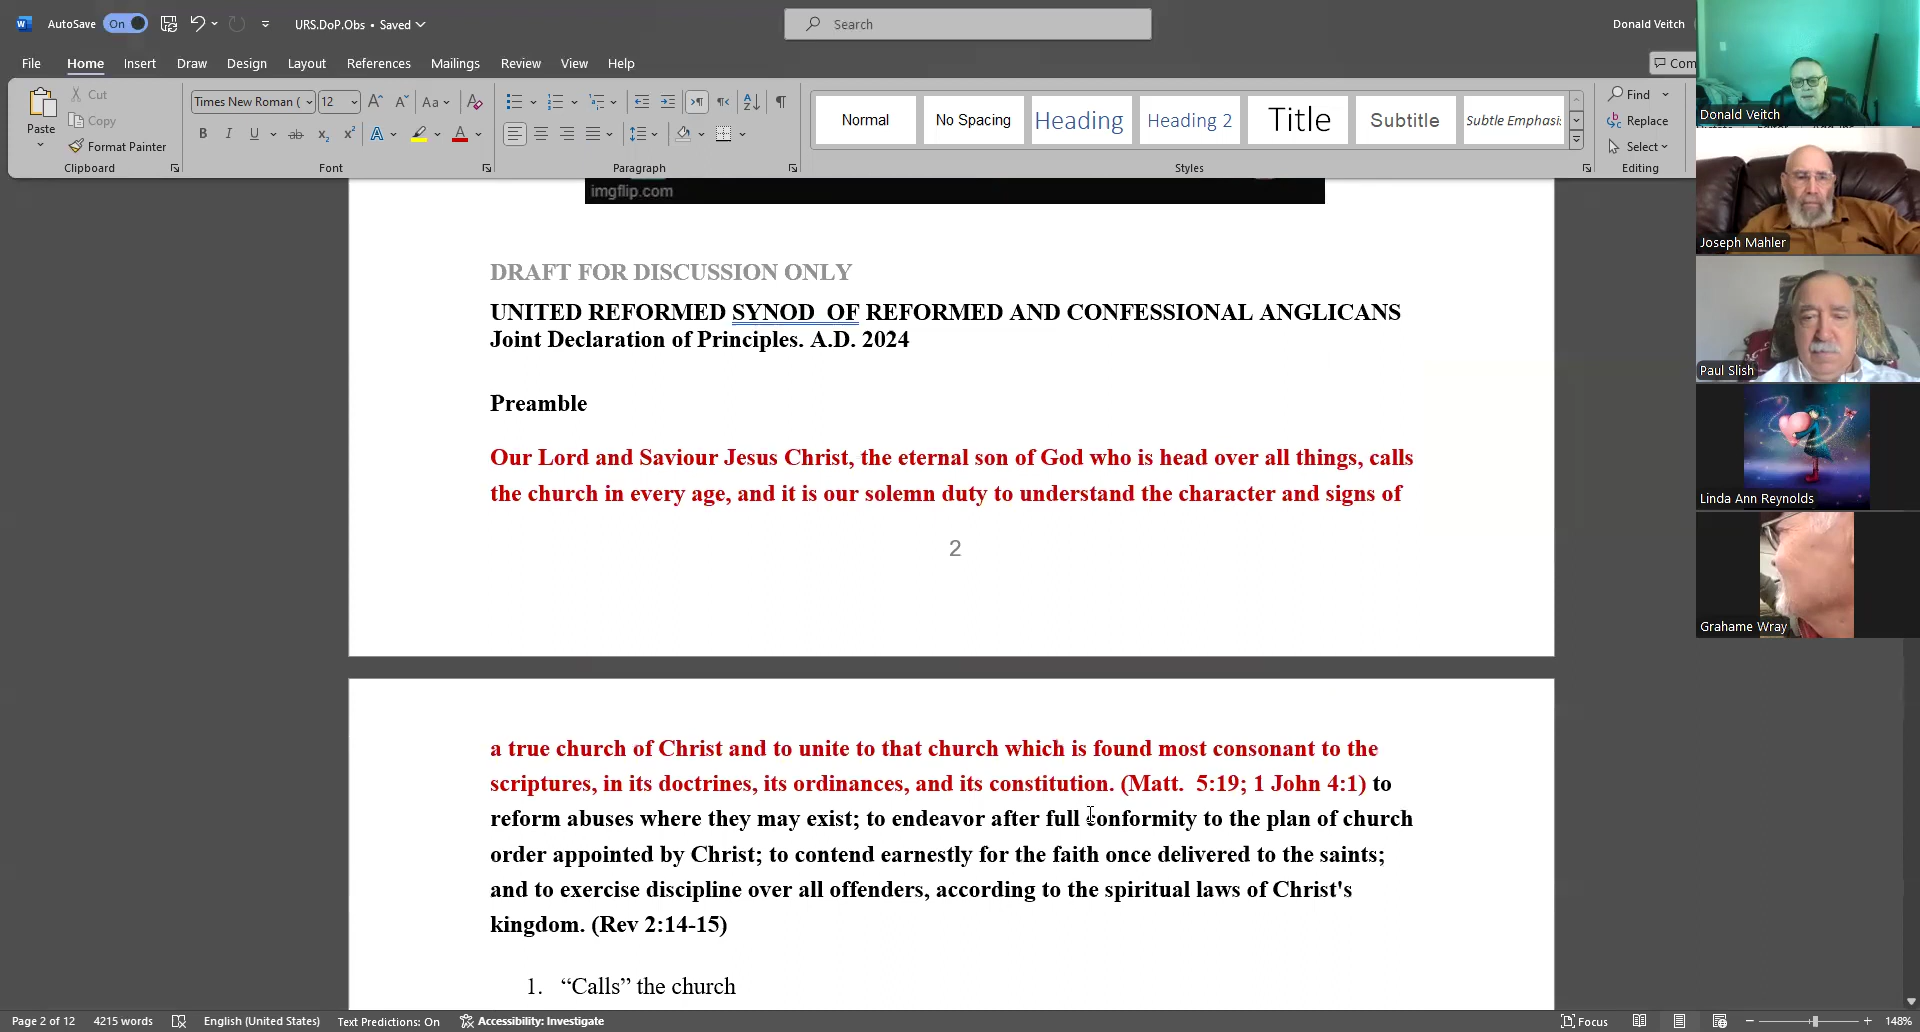 AutoSave On URS.DoP.Obs • Saved Search Donald Veitch
File Home Insert Draw Design Layout References Mailings Review View Help
Paste Cut Copy Format Painter Clipboard
Times New Roman ( 12 Aa Font
Paragraph
Normal No Spacing Heading Heading 2 Title Subtitle Subtle Emphasi: Styles
Find Replace Select Editing
Com
Donald Veitch
Joseph Mahler
Paul Slish
Linda Ann Reynolds
Grahame Wray
imgflip.com
DRAFT FOR DISCUSSION ONLY
UNITED REFORMED SYNOD  OF REFORMED AND CONFESSIONAL ANGLICANS
Joint Declaration of Principles. A.D. 2024
Preamble
Our Lord and Saviour Jesus Christ, the eternal son of God who is head over all things, calls
the church in every age, and it is our solemn duty to understand the character and signs of
2
a true church of Christ and to unite to that church which is found most consonant to the
scriptures, in its doctrines, its ordinances, and its constitution. (Matt.  5:19; 1 John 4:1) to
reform abuses where they may exist; to endeavor after full conformity to the plan of church
order appointed by Christ; to contend earnestly for the faith once delivered to the saints;
and to exercise discipline over all offenders, according to the spiritual laws of Christ's
kingdom. (Rev 2:14-15)
1. “Calls” the church
Page 2 of 12 4215 words English (United States) Text Predictions: On Accessibility: Investigate Focus 148%